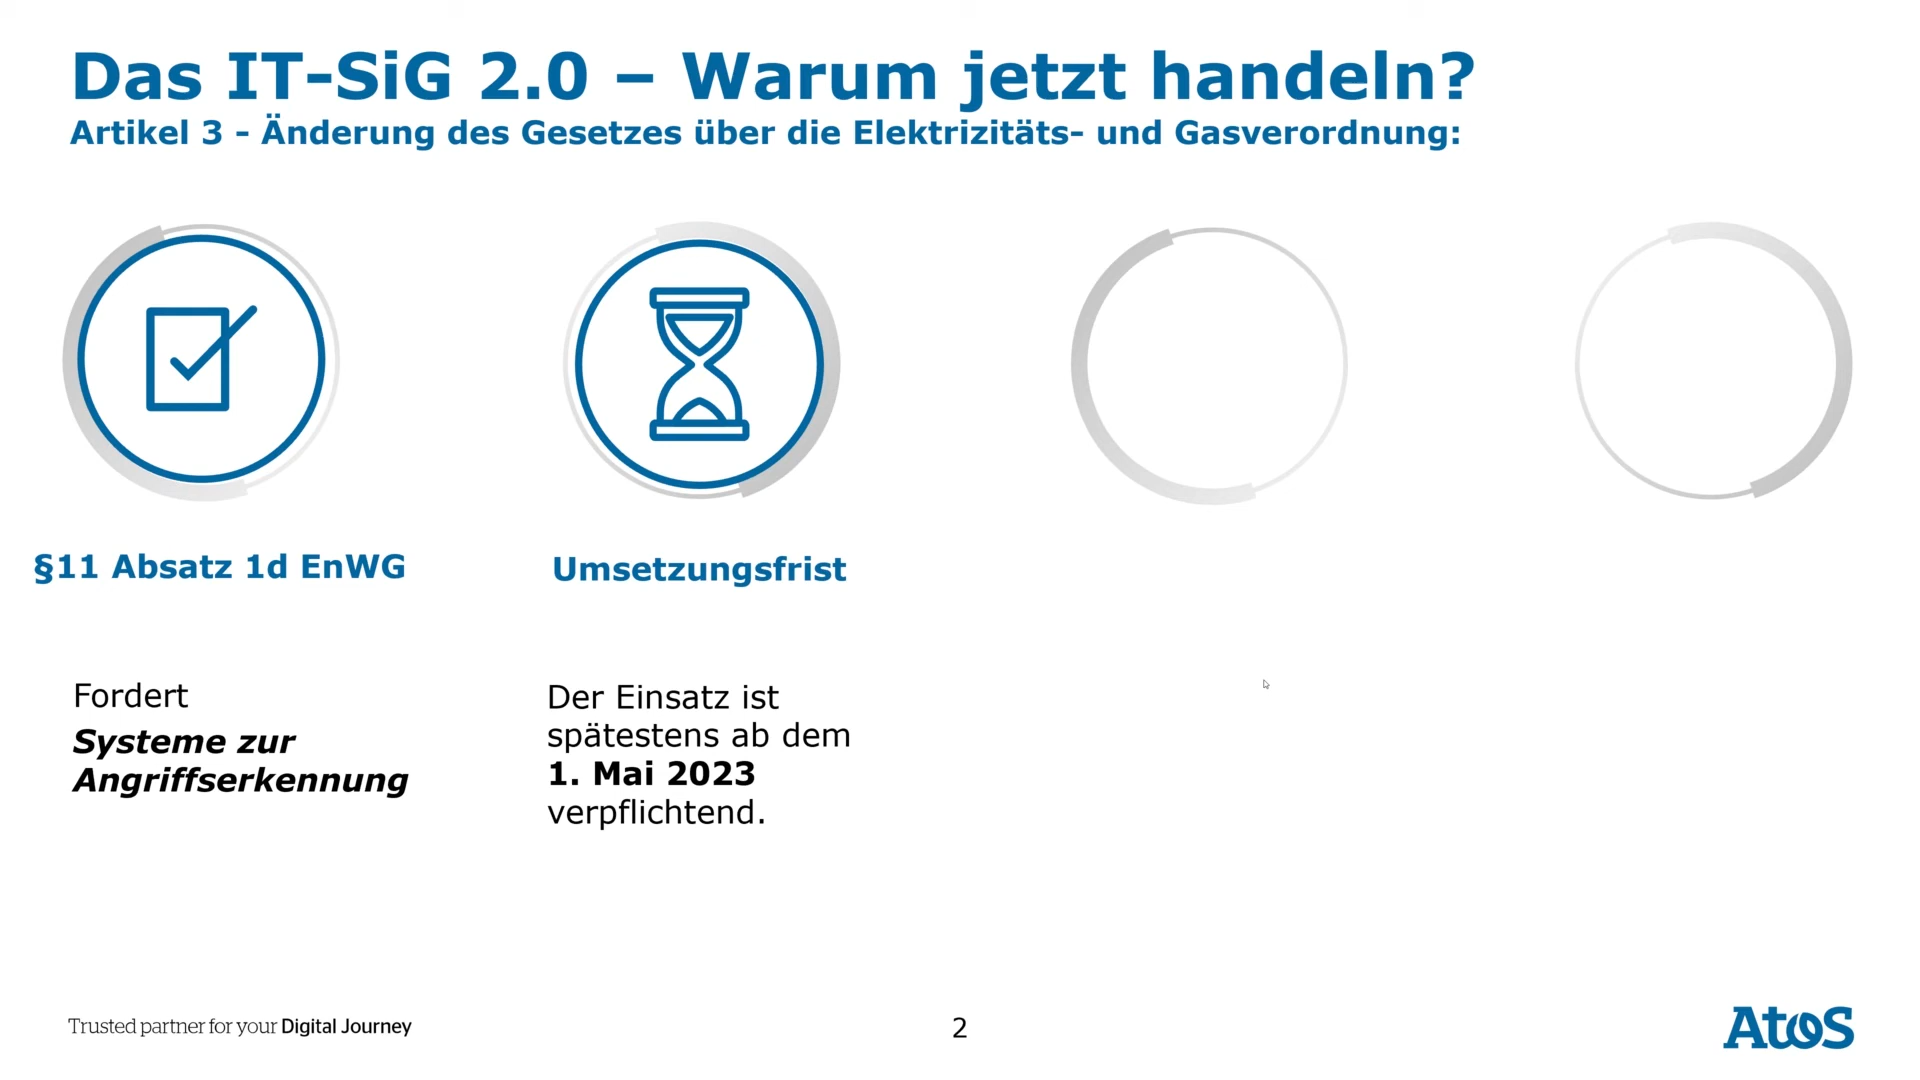 Das IT-SiG 2.0 – Warum jetzt handeln?
Artikel 3 - Änderung des Gesetzes über die Elektrizitäts- und Gasverordnung:
§11 Absatz 1d EnWG
Umsetzungsfrist
Fordert
Systeme zur
Angriffserkennung
Der Einsatz ist
spätestens ab dem
1. Mai 2023
verpflichtend.
Trusted partner for your Digital Journey
2
Atos